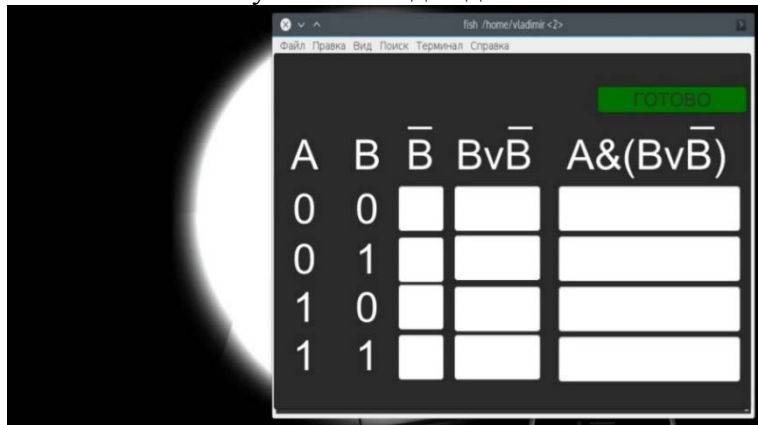 fish /home/vladimir <2>
Файл Правка Вид Поиск Терминал Справка
ГОТОВО
A B B̅ BvB̅ A&(BvB̅)
0 0
0 1
1 0
1 1